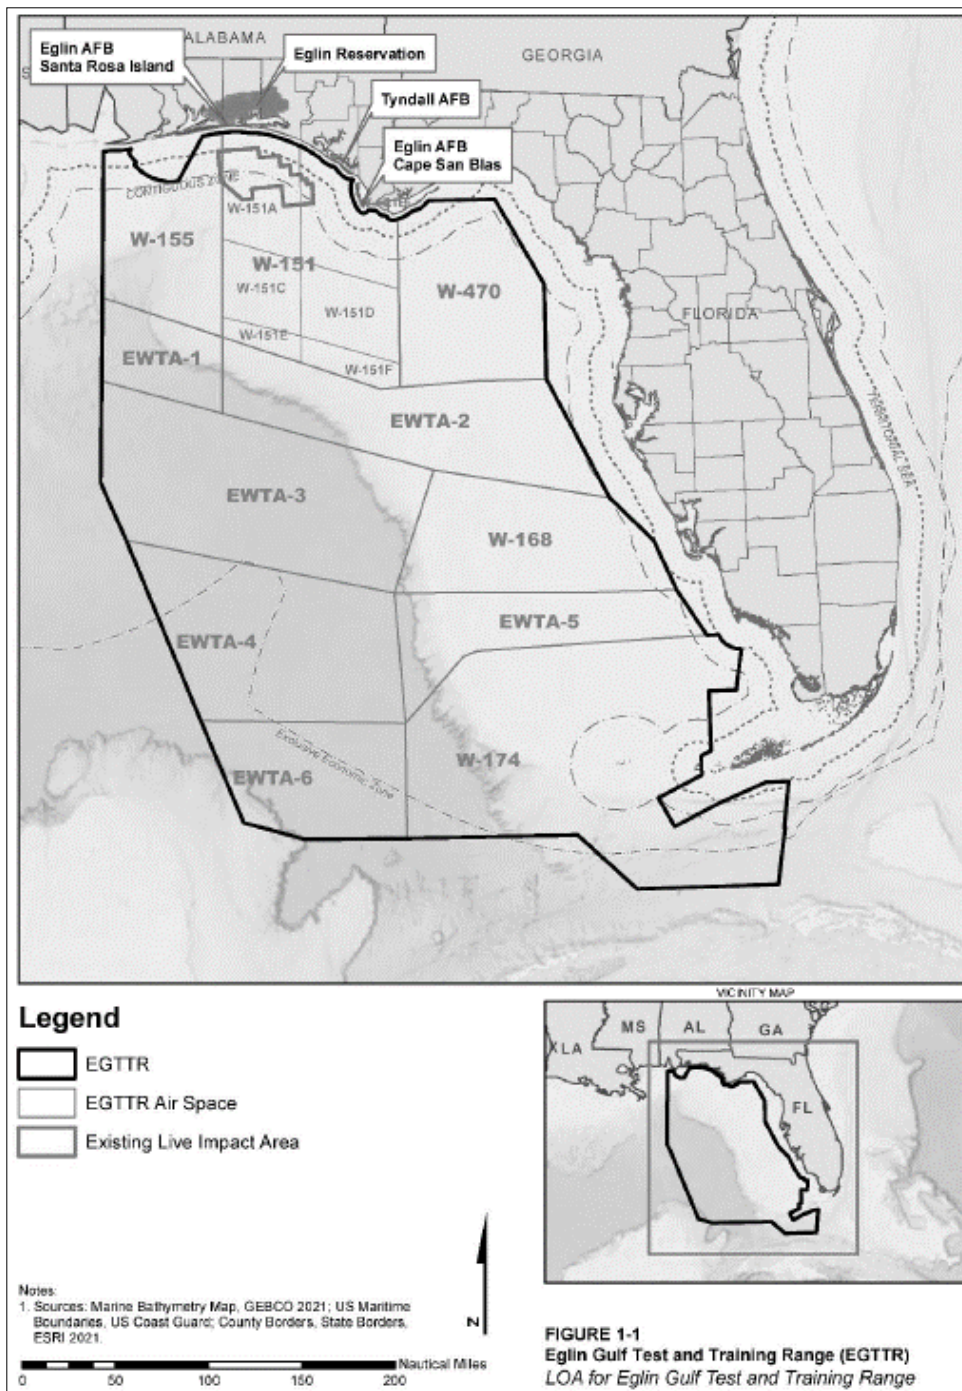 ALABAMA
Eglin AFB
Santa Rosa Island
Eglin Reservation
GEORGIA
Tyndall AFB
Eglin AFB
Cape San Blas
CONTIGUOUS ZONE
W-151A
W-155
W-151
W-151C
W-470
W-151D
FLORIDA
W-151E
EWTA-1
W-151F
EWTA-2
TERRITORIAL SEA
EWTA-3
W-168
EWTA-5
EWTA-4
Exclusive Economic Zone
W-174
EWTA-6
VICINITY MAP
Legend
EGTTR
EGTTR Air Space
Existing Live Impact Area
MS
AL
GA
LA
FL
N
Notes:
1. Sources: Marine Bathymetry Map, GEBCO 2021; US Maritime
Boundaries, US Coast Guard; County Borders, State Borders,
ESRI 2021.
Nautical Miles
0 50 100 150 200
FIGURE 1-1
Eglin Gulf Test and Training Range (EGTTR)
LOA for Eglin Gulf Test and Training Range